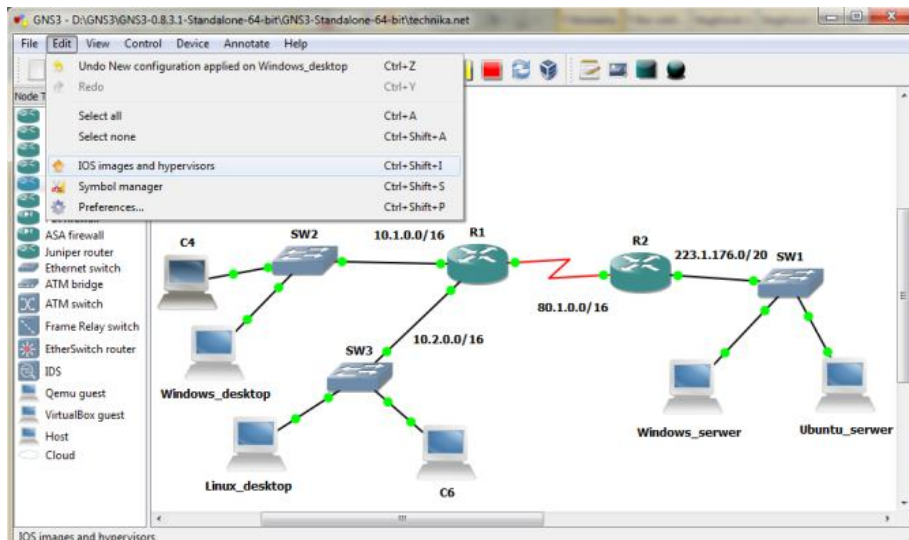 GNS3 - D:\GNS3\GNS3-0.8.3.1-Standalone-64-bit\GNS3-Standalone-64-bit\technika.net
File Edit View Control Device Annotate Help
Undo New configuration applied on Windows_desktop Ctrl+Z
Redo Ctrl+Y
Select all Ctrl+A
Select none Ctrl+Shift+A
IOS images and hypervisors Ctrl+Shift+I
Symbol manager Ctrl+Shift+S
Preferences... Ctrl+Shift+P
Node T
ASA firewall
Juniper router
Ethernet switch
ATM bridge
ATM switch
Frame Relay switch
EtherSwitch router
IDS
Qemu guest
VirtualBox guest
Host
Cloud
C4
SW2
10.1.0.0/16
R1
R2
223.1.176.0/20
SW1
80.1.0.0/16
10.2.0.0/16
SW3
Windows_desktop
Linux_desktop
C6
Windows_serwer
Ubuntu_serwer
IOS images and hypervisors